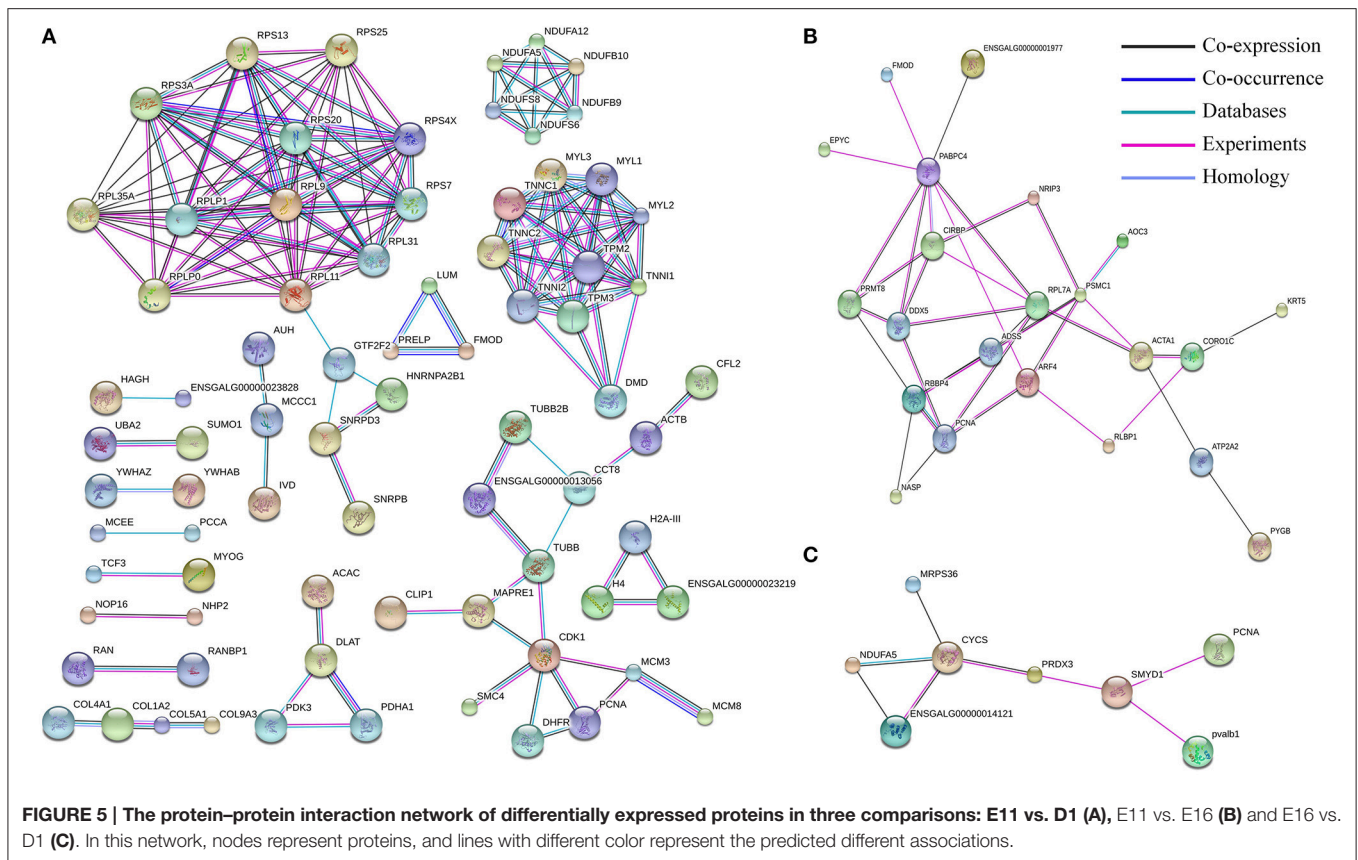 A
RPS13
RPS25
RPS3A
RPS20
RPS4X
RPL9
RPS7
RPL35A
RPLP1
RPL31
RPLP0
RPL11
NDUFA12
NDUFA5
NDUFB10
NDUFS8
NDUFB9
NDUFS6
MYL3
MYL1
TNNC1
MYL2
TNNC2
TPM2
TNNI1
TNNI2
TPM3
DMD
LUM
PRELP
FMOD
GTF2F2
HNRNPA2B1
SNRPD3
SNRPB
AUH
MCCC1
IVD
HAGH
ENSGALG00000023828
UBA2
SUMO1
YWHAZ
YWHAB
MCEE
PCCA
TCF3
MYOG
NOP16
NHP2
RAN
RANBP1
COL4A1
COL1A2
COL5A1
COL9A3
ACAC
DLAT
PDK3
PDHA1
CFL2
ACTB
TUBB2B
CCT8
ENSGALG00000013056
TUBB
CLIP1
MAPRE1
H2A-III
H4
ENSGALG00000023219
CDK1
SMC4
MCM3
PCNA
DHFR
MCM8
B
ENSGALG00000001977
FMOD
EPYC
PABPC4
NRIP3
CIRBP
AOC3
PRMT8
DDX5
RPL7A
PSMC1
KRT5
ADSS
ACTA1
CORO1C
RBBP4
ARF4
PCNA
RLBP1
NASP
ATP2A2
PYGB
Co-expression
Co-occurrence
Databases
Experiments
Homology
C
MRPS36
CYCS
NDUFA5
PRDX3
PCNA
SMYD1
ENSGALG00000014121
pvalb1
FIGURE 5 | The protein–protein interaction network of differentially expressed proteins in three comparisons: E11 vs. D1 (A), E11 vs. E16 (B) and E16 vs.
D1 (C). In this network, nodes represent proteins, and lines with different color represent the predicted different associations.